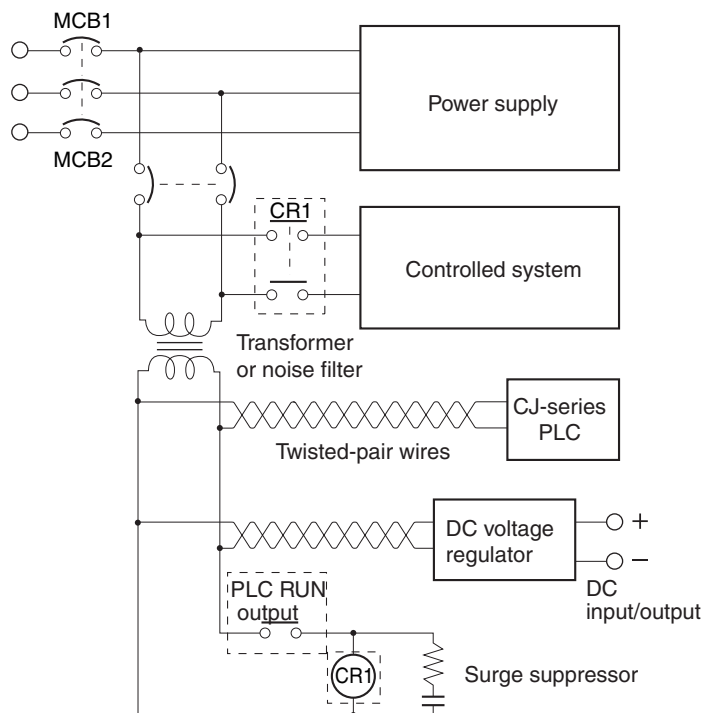 MCB1
Power supply
MCB2
CR1
Controlled system
Transformer
or noise filter
CJ-series
PLC
Twisted-pair wires
DC voltage
regulator
+
−
DC
input/output
PLC RUN
output
CR1
Surge suppressor